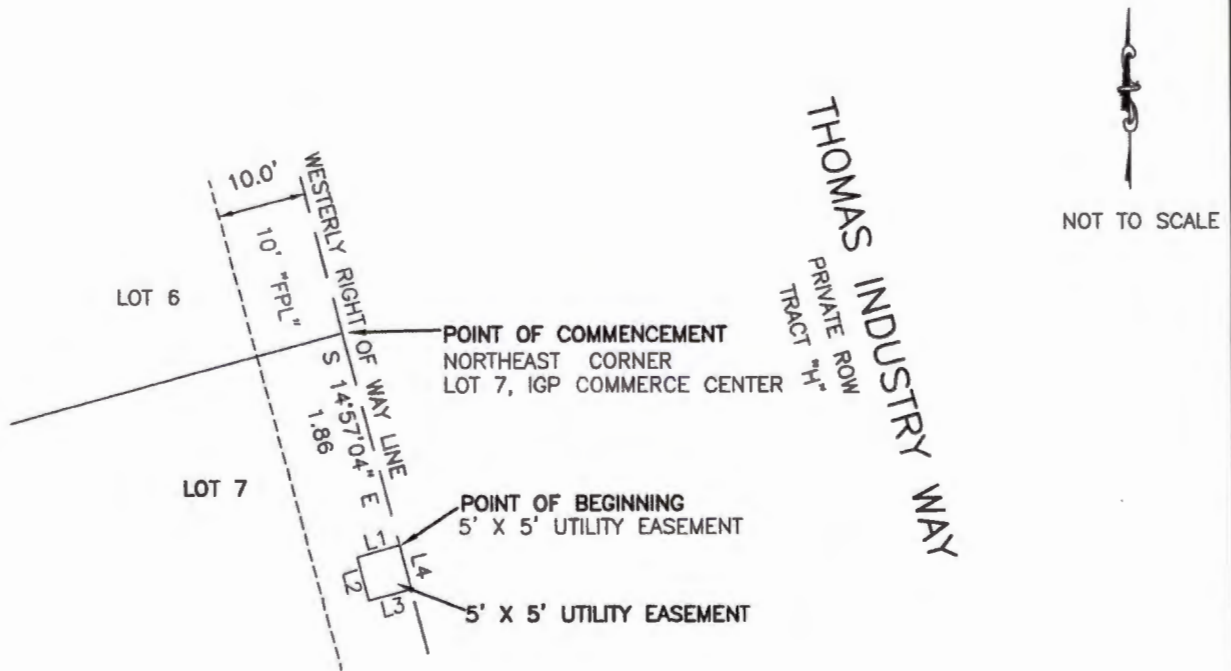 THOMAS INDUSTRY WAY
PRIVATE ROW
TRACT "H"
NOT TO SCALE
10.0'
WESTERLY RIGHT OF WAY LINE
10' "FPL"
LOT 6
POINT OF COMMENCEMENT
NORTHEAST CORNER
LOT 7, IGP COMMERCE CENTER
S 14°57'04" E
1.86
LOT 7
POINT OF BEGINNING
5' X 5' UTILITY EASEMENT
L1
L2
L4
L3
5' X 5' UTILITY EASEMENT